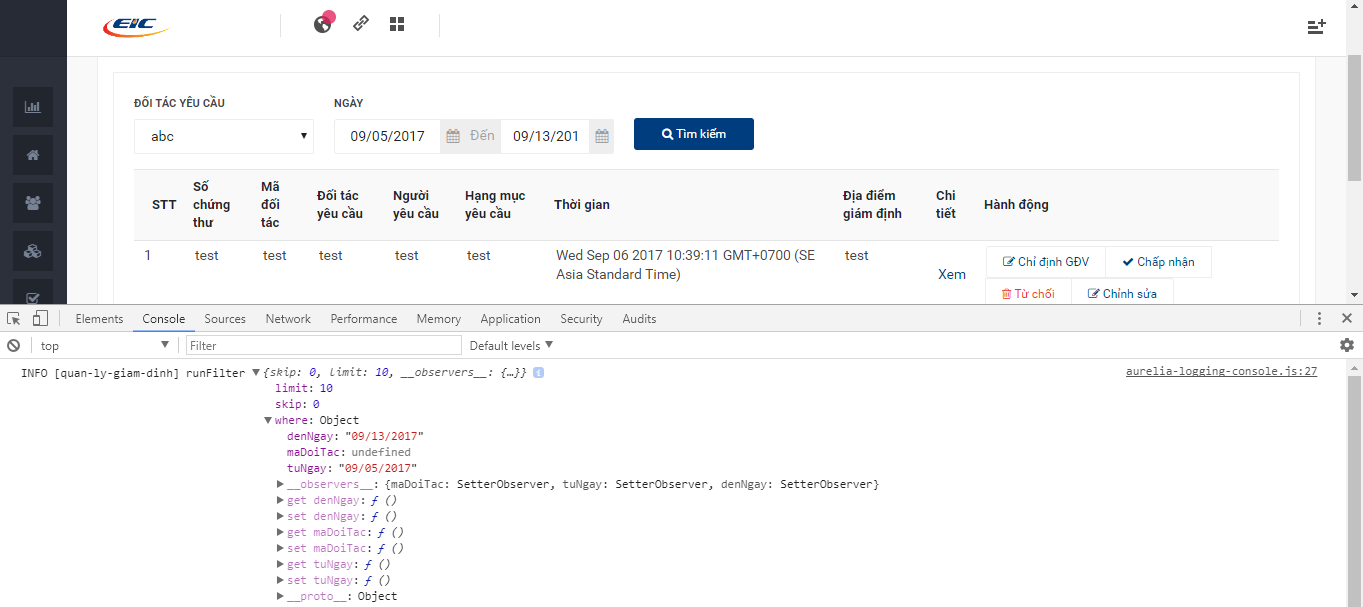 EIC
ĐỐI TÁC YÊU CẦU
NGÀY
abc
09/05/2017
Đến
09/13/201
Tìm kiếm
STT
Số chứng thư
Mã đối tác
Đối tác yêu cầu
Người yêu cầu
Hạng mục yêu cầu
Thời gian
Địa điểm giám định
Chi tiết
Hành động
1
test
test
test
test
test
Wed Sep 06 2017 10:39:11 GMT+0700 (SE
Asia Standard Time)
test
Xem
Chỉ định GĐV
Chấp nhận
Từ chối
Chỉnh sửa
Elements Console Sources Network Performance Memory Application Security Audits
top
Filter
Default levels
INFO [quan-ly-giam-dinh] runFilter {skip: 0, limit: 10, __observers__: {…}} i
aurelia-logging-console.js:27
limit: 10
skip: 0
where: Object
denNgay: "09/13/2017"
maDoiTac: undefined
tuNgay: "09/05/2017"
__observers__: {maDoiTac: SetterObserver, tuNgay: SetterObserver, denNgay: SetterObserver}
get denNgay: ƒ ()
set denNgay: ƒ ()
get maDoiTac: ƒ ()
set maDoiTac: ƒ ()
get tuNgay: ƒ ()
set tuNgay: ƒ ()
__proto__: Object